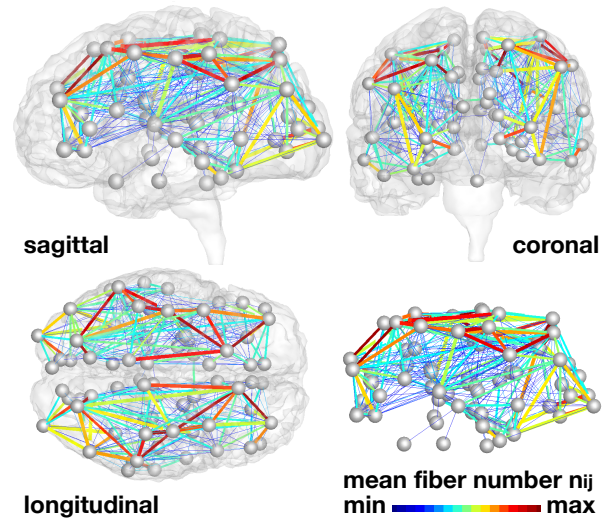 sagittal
coronal
longitudinal
mean fiber number nij
min max